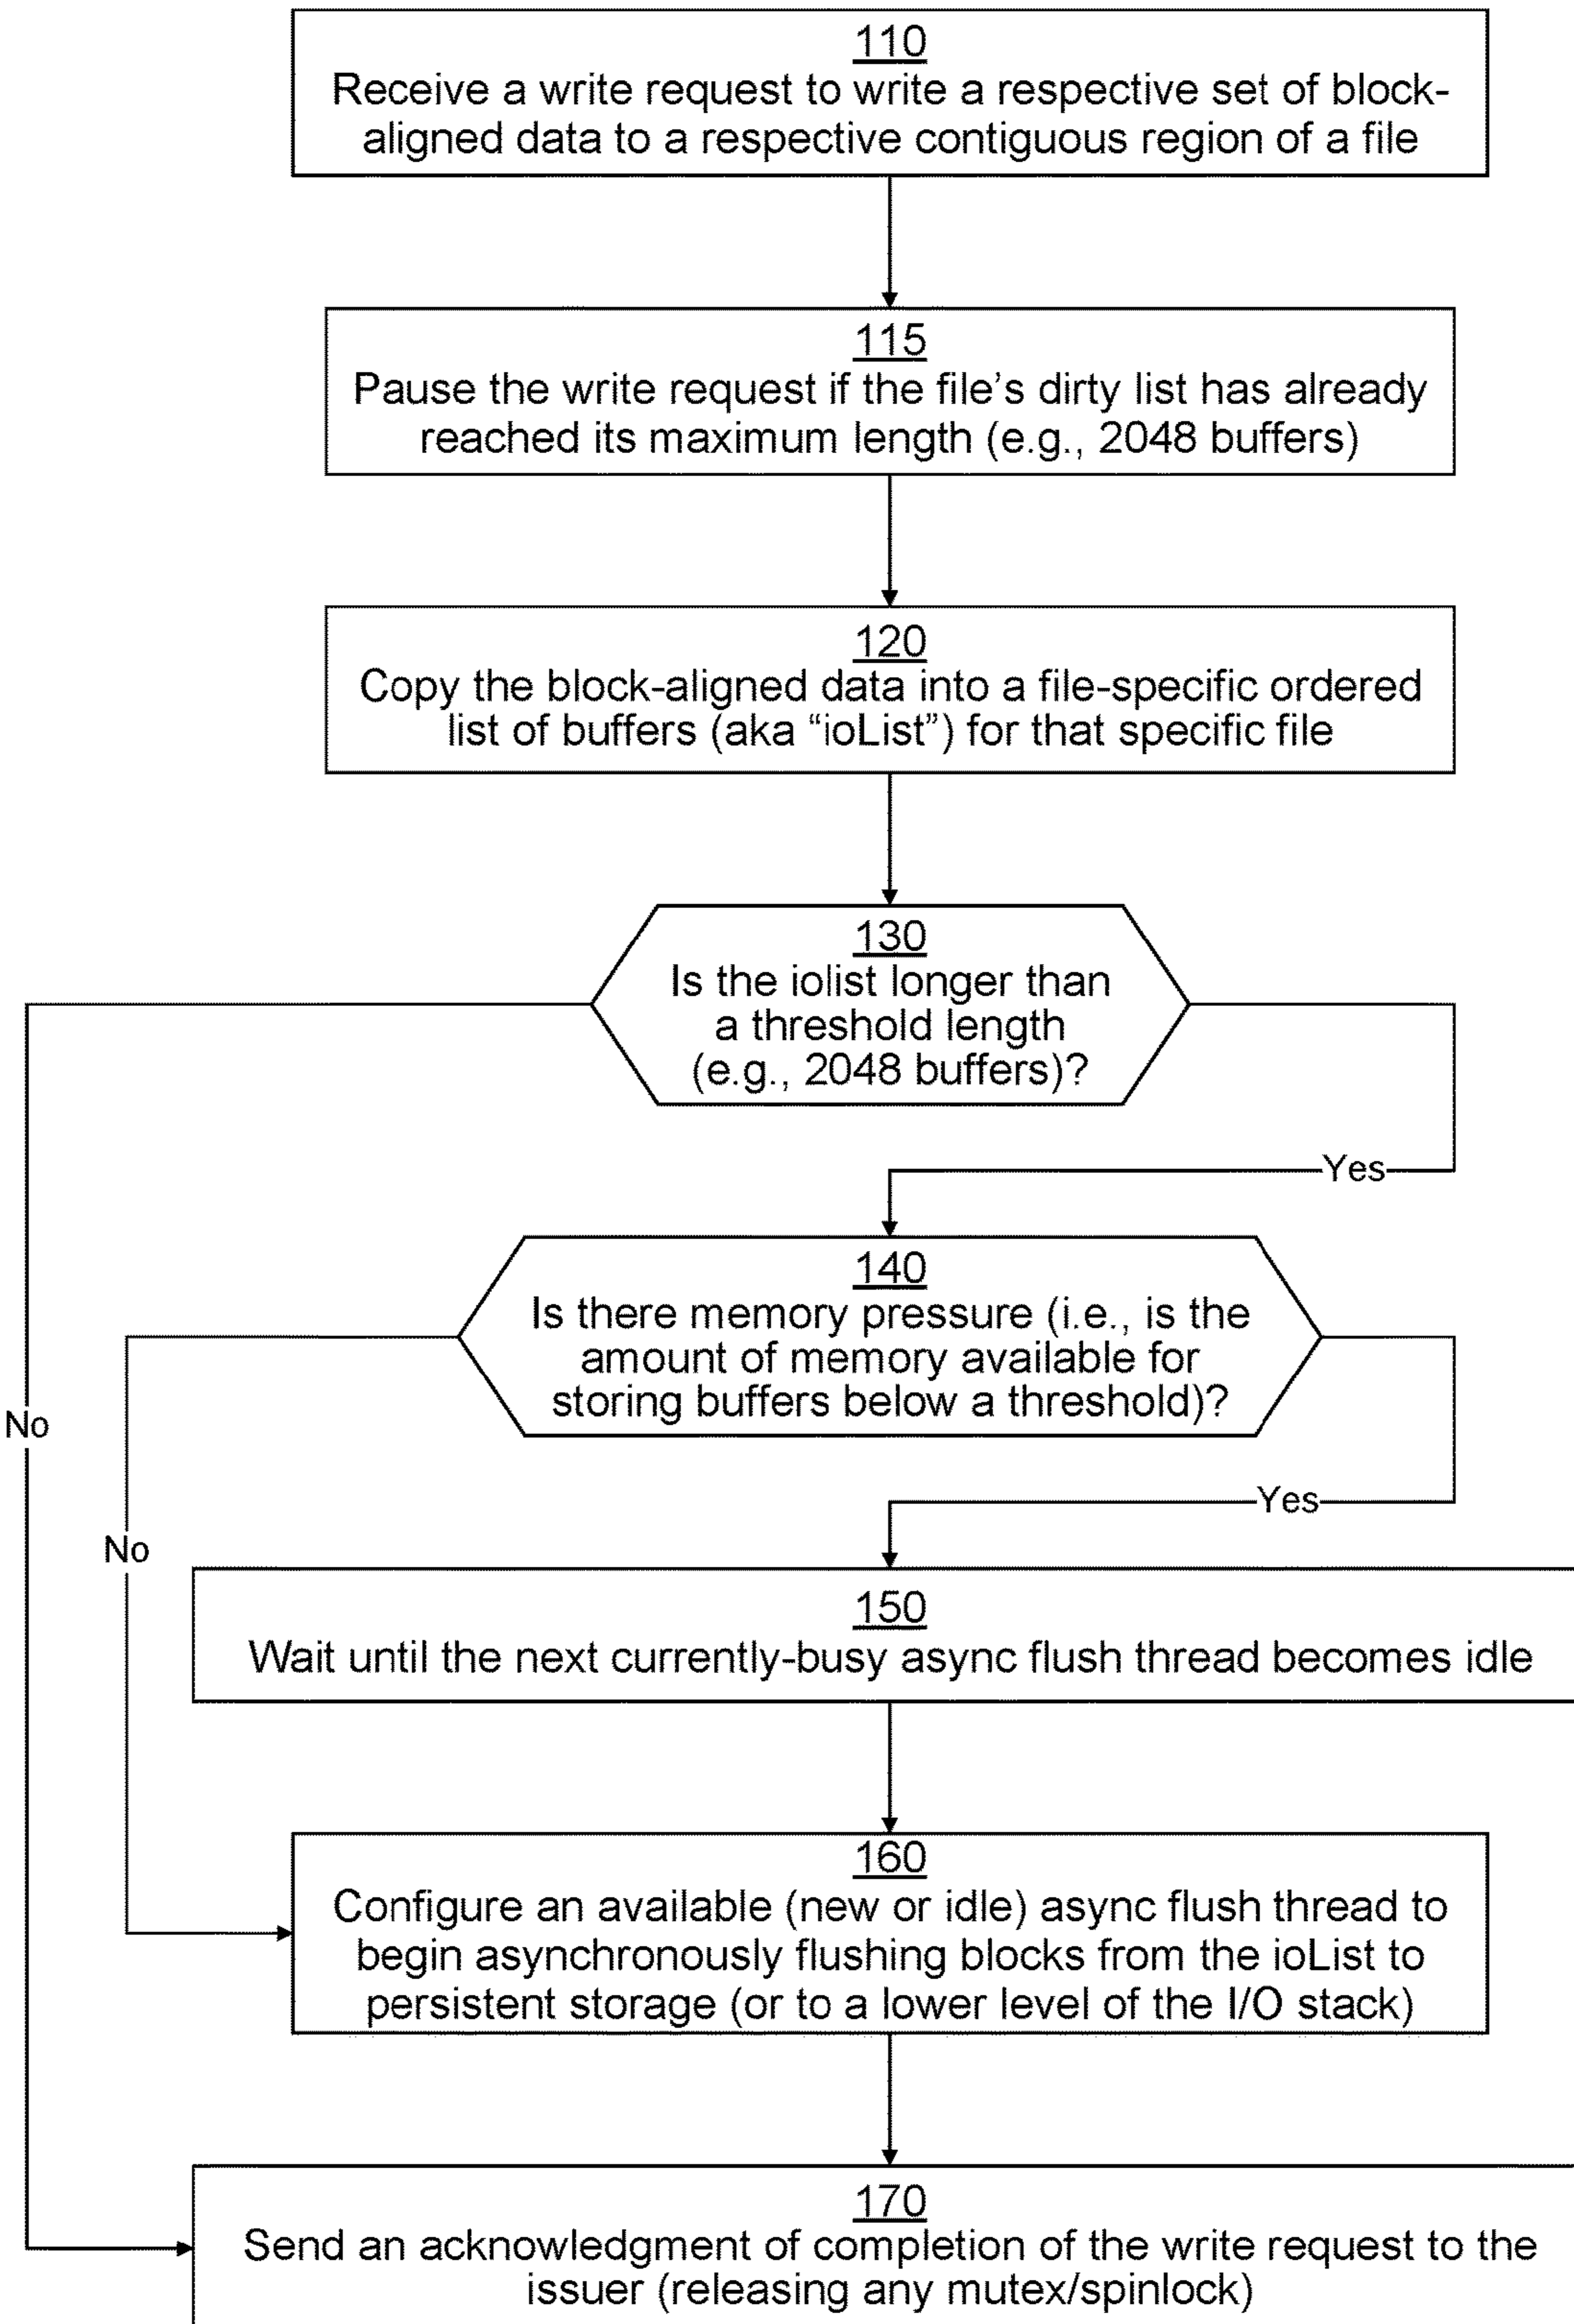 110
Receive a write request to write a respective set of block-
aligned data to a respective contiguous region of a file
115
Pause the write request if the file’s dirty list has already
reached its maximum length (e.g., 2048 buffers)
120
Copy the block-aligned data into a file-specific ordered
list of buffers (aka “ioList”) for that specific file
130
Is the iolist longer than
a threshold length
(e.g., 2048 buffers)?
Yes
140
Is there memory pressure (i.e., is the
amount of memory available for
storing buffers below a threshold)?
No
Yes
No
150
Wait until the next currently-busy async flush thread becomes idle
160
Configure an available (new or idle) async flush thread to
begin asynchronously flushing blocks from the ioList to
persistent storage (or to a lower level of the I/O stack)
170
Send an acknowledgment of completion of the write request to the
issuer (releasing any mutex/spinlock)